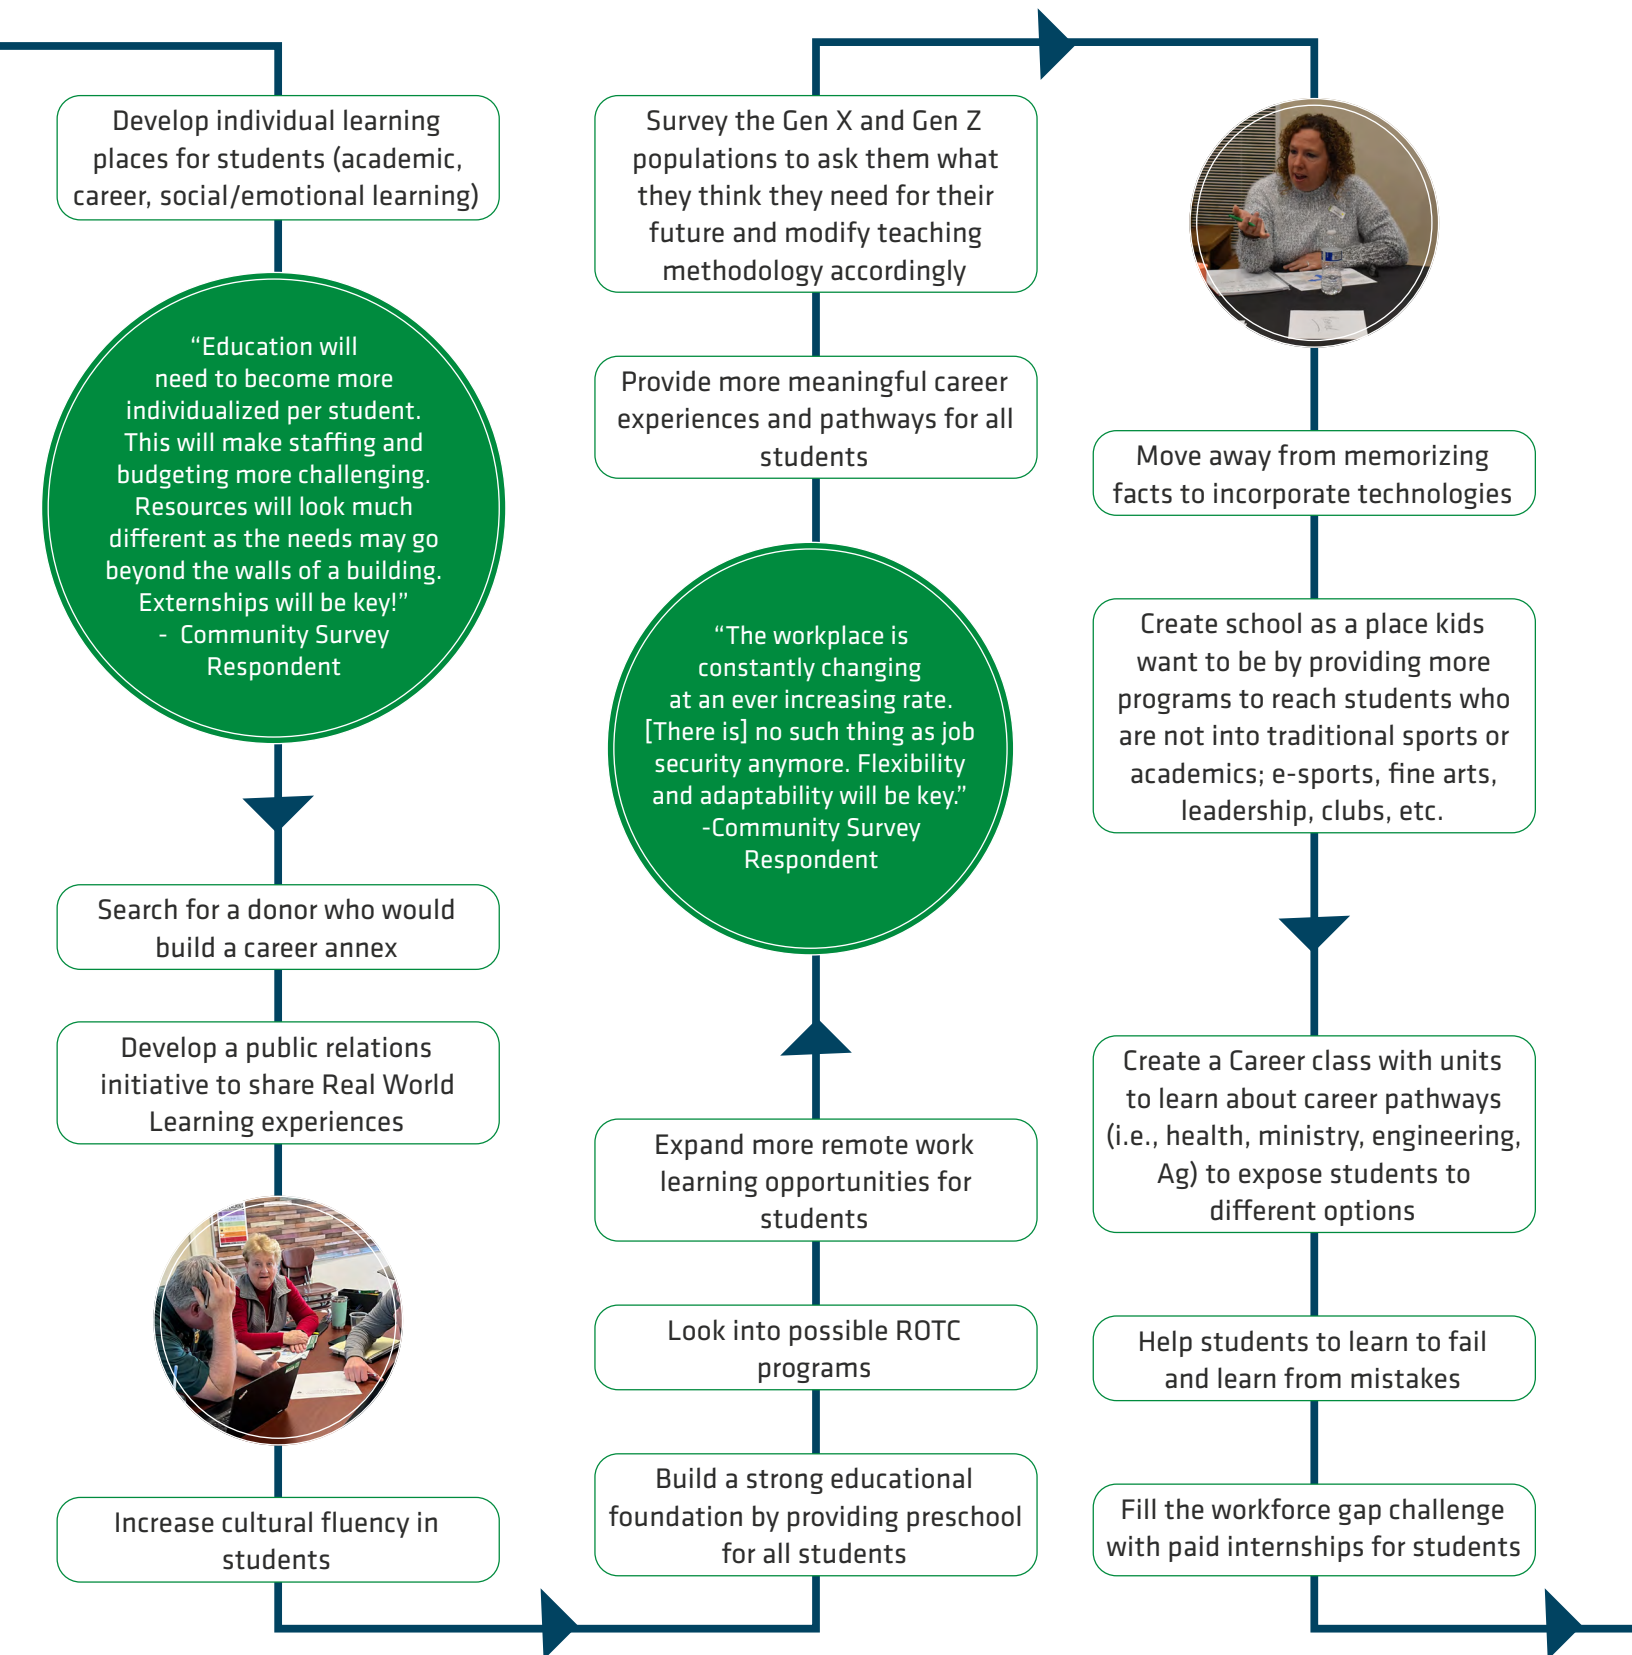 Develop individual learning
places for students (academic,
career, social/emotional learning)
“Education will
need to become more
individualized per student.
This will make staffing and
budgeting more challenging.
Resources will look much
different as the needs may go
beyond the walls of a building.
Externships will be key!”
- Community Survey
Respondent
Search for a donor who would
build a career annex
Develop a public relations
initiative to share Real World
Learning experiences
Increase cultural fluency in
students
Build a strong educational
foundation by providing preschool
for all students
Look into possible ROTC
programs
Expand more remote work
learning opportunities for
students
“The workplace is
constantly changing
at an ever increasing rate.
[There is] no such thing as job
security anymore. Flexibility
and adaptability will be key.”
-Community Survey
Respondent
Provide more meaningful career
experiences and pathways for all
students
Survey the Gen X and Gen Z
populations to ask them what
they think they need for their
future and modify teaching
methodology accordingly
Move away from memorizing
facts to incorporate technologies
Create school as a place kids
want to be by providing more
programs to reach students who
are not into traditional sports or
academics; e-sports, fine arts,
leadership, clubs, etc.
Create a Career class with units
to learn about career pathways
(i.e., health, ministry, engineering,
Ag) to expose students to
different options
Help students to learn to fail
and learn from mistakes
Fill the workforce gap challenge
with paid internships for students